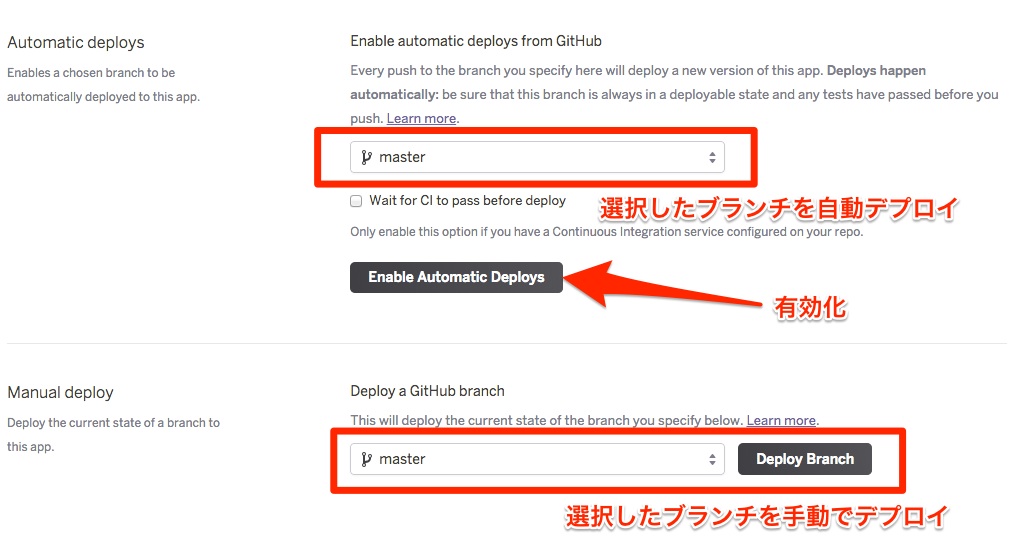 Automatic deploys
Enables a chosen branch to be
automatically deployed to this app.
Enable automatic deploys from GitHub
Every push to the branch you specify here will deploy a new version of this app. Deploys happen
automatically: be sure that this branch is always in a deployable state and any tests have passed before you
push. Learn more.
master
Wait for CI to pass before deploy
選択したブランチを自動デプロイ
Only enable this option if you have a Continuous Integration service configured on your repo.
Enable Automatic Deploys
有効化
Manual deploy
Deploy the current state of a branch to
this app.
Deploy a GitHub branch
This will deploy the current state of the branch you specify below. Learn more.
master
Deploy Branch
選択したブランチを手動でデプロイ